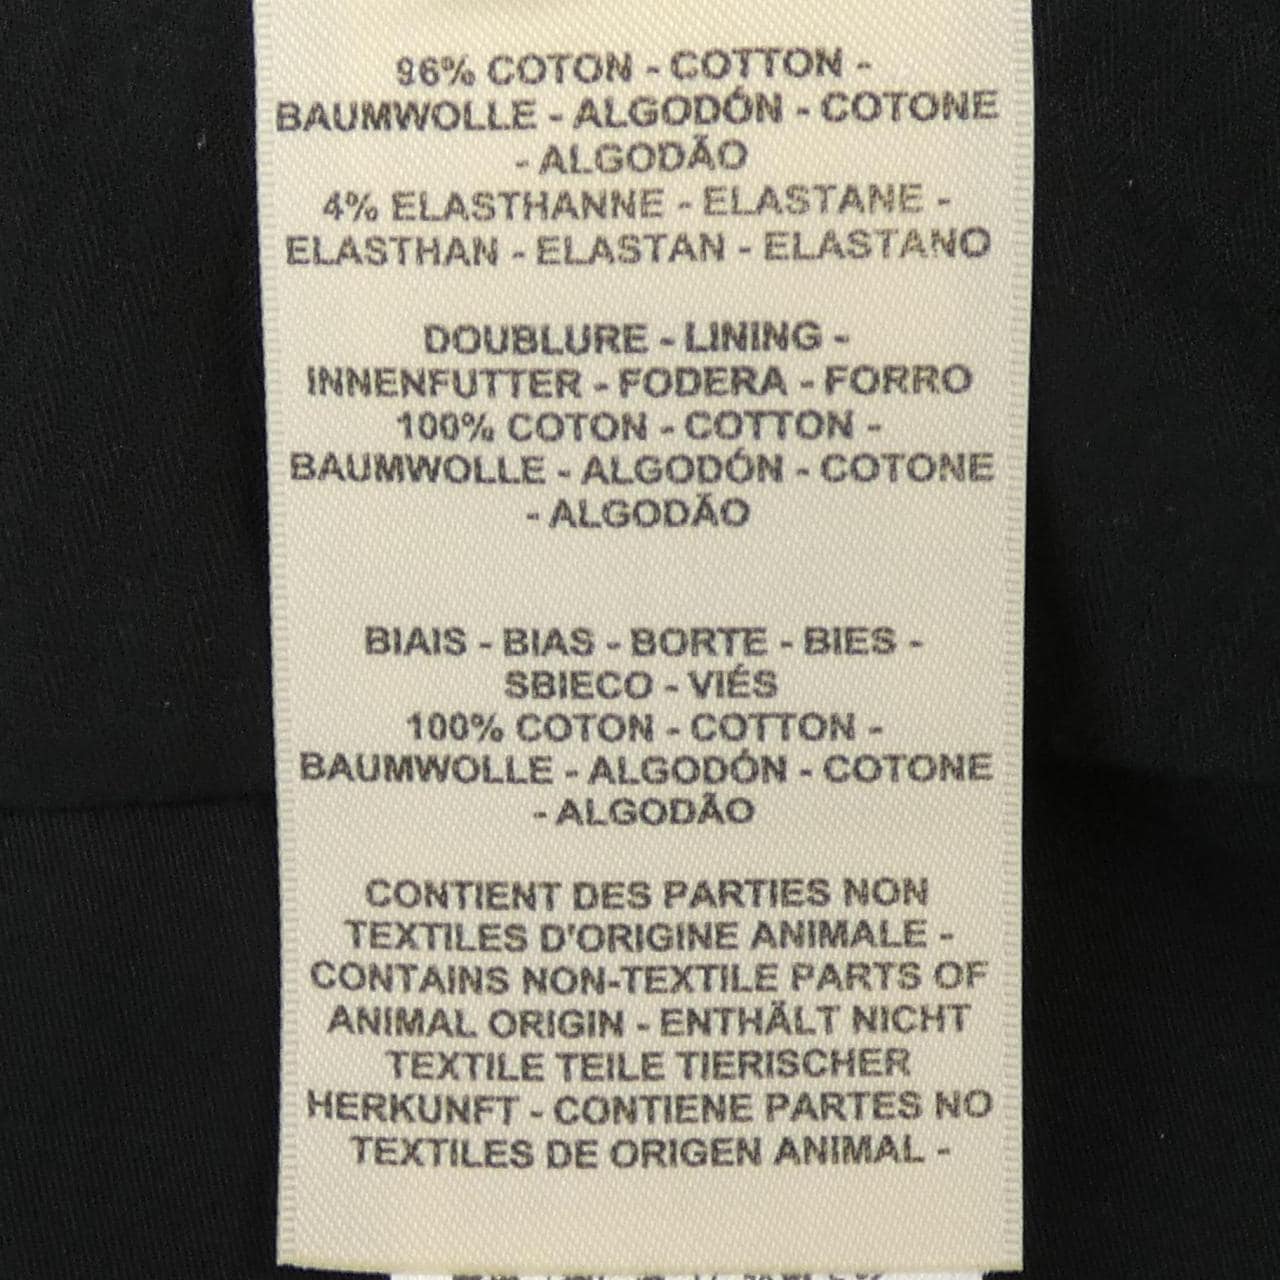 96% COTON - COTTON -
BAUMWOLLE - ALGODÓN - COTONE
- ALGODÃO
4% ELASTHANNE - ELASTANE -
ELASTHAN - ELASTAN - ELASTANO
DOUBLURE - LINING -
INNENFUTTER - FODERA - FORRO
100% COTON - COTTON -
BAUMWOLLE - ALGODÓN - COTONE
- ALGODÃO
BIAIS - BIAS - BORTE - BIES -
SBIECO - VIÉS
100% COTON - COTTON -
BAUMWOLLE - ALGODÓN - COTONE
- ALGODÃO
CONTIENT DES PARTIES NON
TEXTILES D'ORIGINE ANIMALE -
CONTAINS NON-TEXTILE PARTS OF
ANIMAL ORIGIN - ENTHÄLT NICHT
TEXTILE TEILE TIERISCHER
HERKUNFT - CONTIENE PARTES NO
TEXTILES DE ORIGEN ANIMAL -